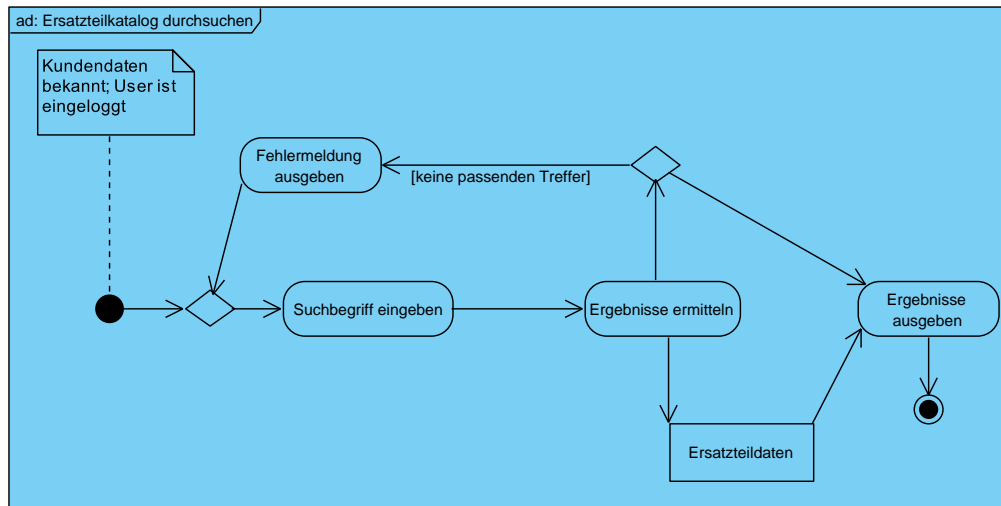 ad: Ersatzteilkatalog durchsuchen
Kundendaten
bekannt; User ist
eingeloggt
Fehlermeldung
ausgeben
[keine passenden Treffer]
Suchbegriff eingeben
Ergebnisse ermitteln
Ergebnisse
ausgeben
Ersatzteildaten